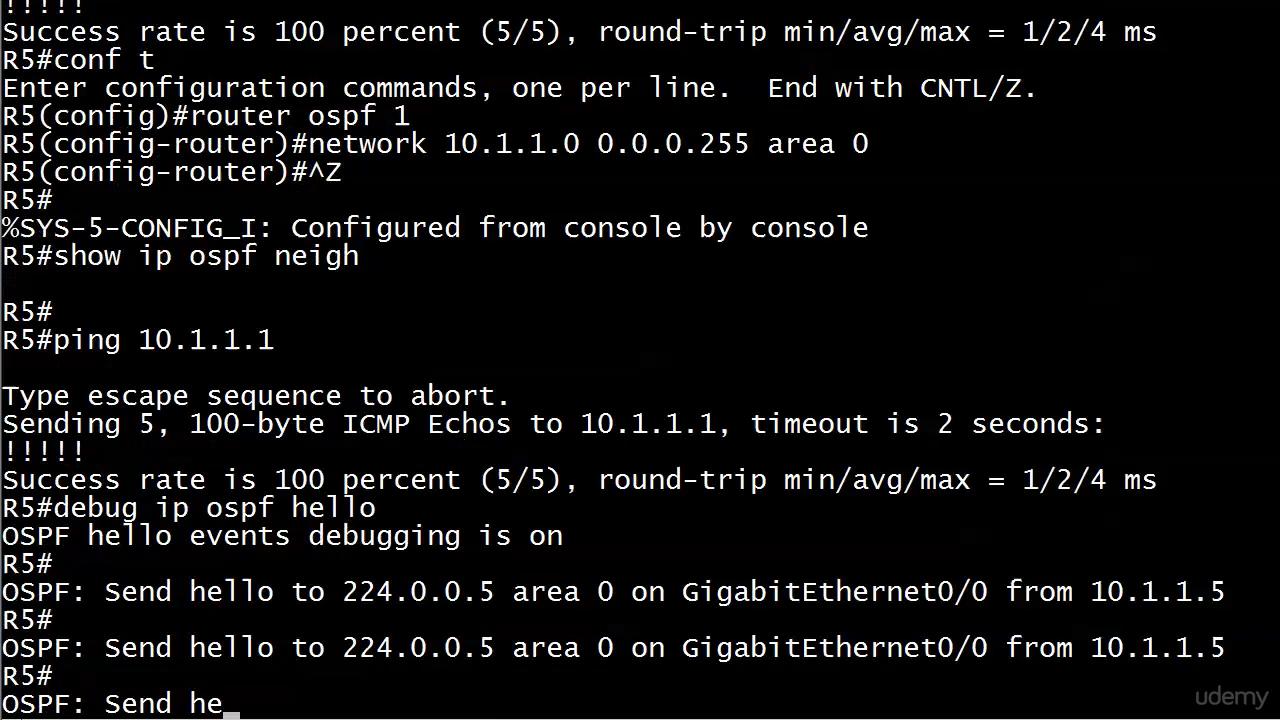 !!!!!
Success rate is 100 percent (5/5), round-trip min/avg/max = 1/2/4 ms
R5#conf t
Enter configuration commands, one per line.  End with CNTL/Z.
R5(config)#router ospf 1
R5(config-router)#network 10.1.1.0 0.0.0.255 area 0
R5(config-router)#^Z
R5#
%SYS-5-CONFIG_I: Configured from console by console
R5#show ip ospf neigh
R5#
R5#ping 10.1.1.1
Type escape sequence to abort.
Sending 5, 100-byte ICMP Echos to 10.1.1.1, timeout is 2 seconds:
!!!!!
Success rate is 100 percent (5/5), round-trip min/avg/max = 1/2/4 ms
R5#debug ip ospf hello
OSPF hello events debugging is on
R5#
OSPF: Send hello to 224.0.0.5 area 0 on GigabitEthernet0/0 from 10.1.1.5
R5#
OSPF: Send hello to 224.0.0.5 area 0 on GigabitEthernet0/0 from 10.1.1.5
R5#
OSPF: Send he
udemy